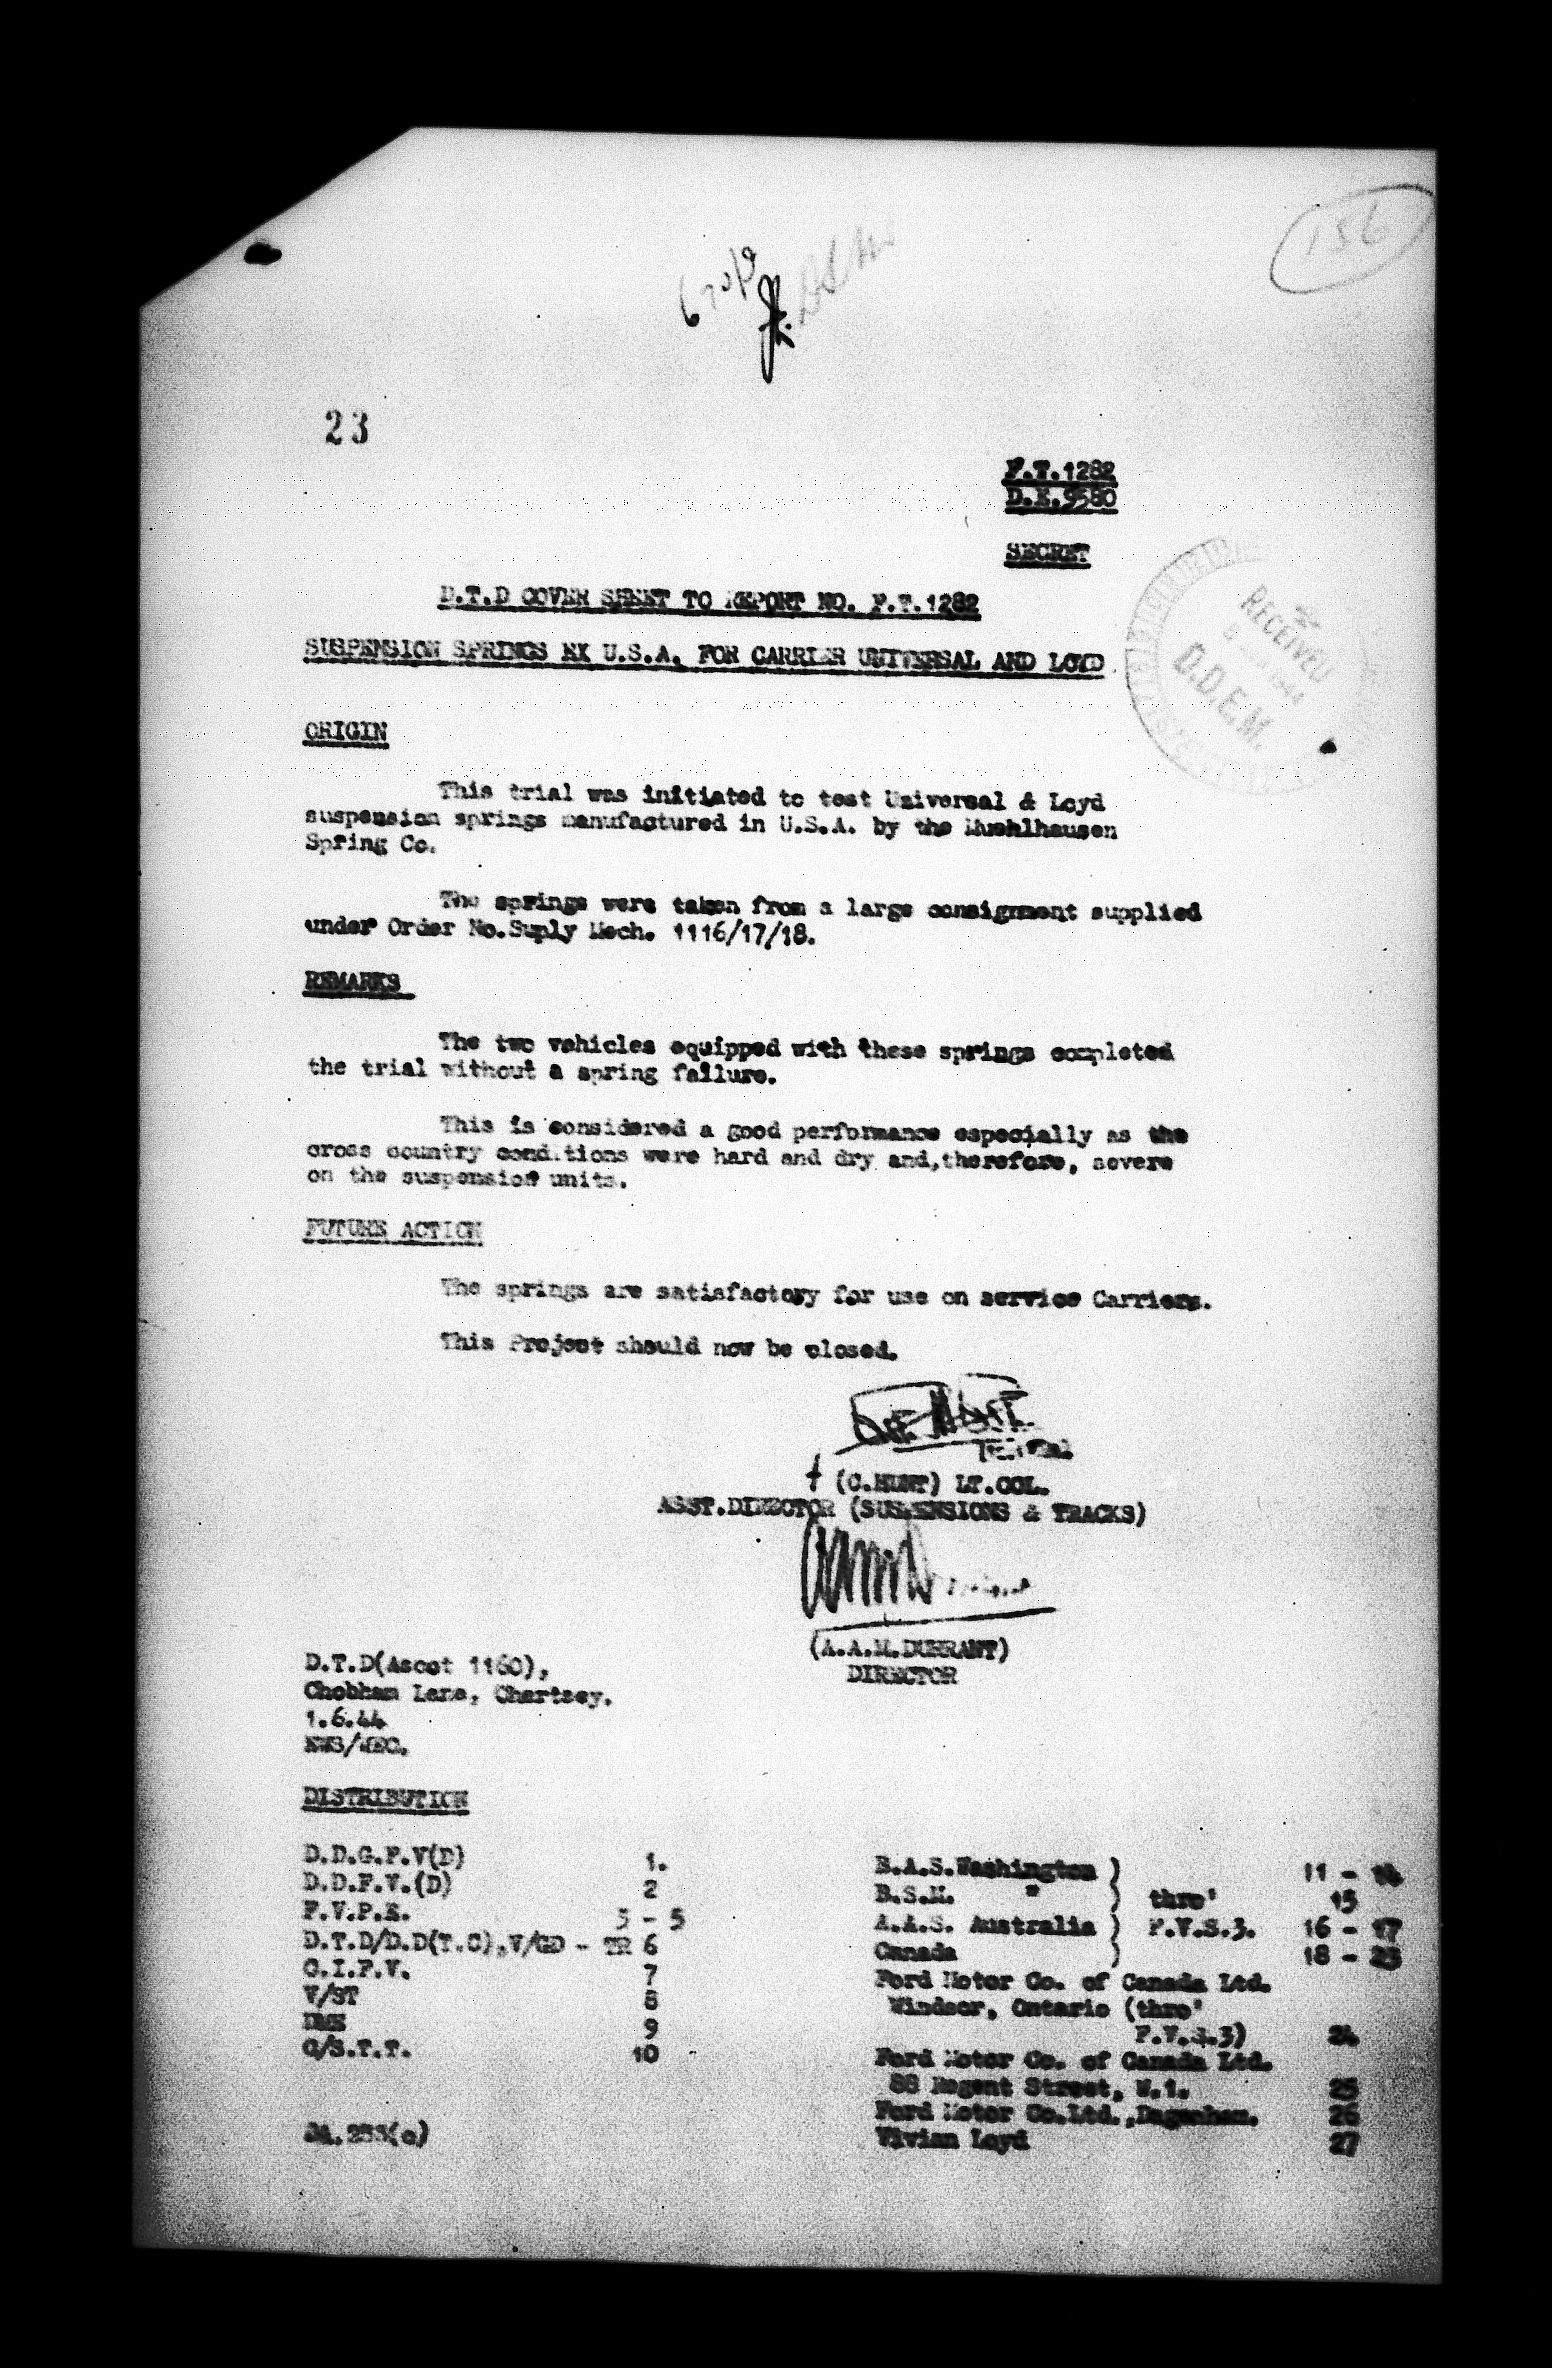 156
23
F.T.1282
D.E.9580
SECRET
D.T.D COVER SHEET TO REPORT NO. F.T.1282
SUSPENSION SPRINGS EX U.S.A. FOR CARRIER UNIVERSAL AND LOYD
RECEIVED
1944
D.D.E.M.
ORIGIN
This trial was initiated to test Universal & Loyd
suspension springs manufactured in U.S.A. by the Muehlhausen
Spring Co.
The springs were taken from a large consignment supplied
under Order No.Suply Mech. 1116/17/18.
REMARKS
The two vehicles equipped with these springs completed
the trial without a spring failure.
This is considered a good performance especially as the
cross country conditions were hard and dry and,therefore, severe
on the suspension units.
FUTURE ACTION
The springs are satisfactory for use on service Carriers.
This Project should now be closed.
(C.HUNT) LT.COL.
ASST.DIRECTOR (SUSPENSIONS & TRACKS)
(A.A.M.DURRANT)
DIRECTOR
D.T.D(Ascot 1160),
Chobham Lane, Chertsey.
1.6.44
DISTRIBUTION
D.D.G.F.V(D) 1.
D.D.F.V.(D) 2
F.V.P.E. 3 - 5
D.T.D/D.D(T.C),V/GD - TR 6
C.I.F.V. 7
V/ST 8
DME 9
O/S.T.T. 10
B.A.S.Washington ) 11 - 14
B.S.M. " ) thro' 15
A.A.S. Australia ) F.V.S.3. 16 - 17
Canada ) 18 - 23
Ford Motor Co. of Canada Ltd.
Windsor, Ontario (thro'
F.V.S.3) 24
Ford Motor Co. of Canada Ltd.
88 Regent Street, W.1. 25
Ford Motor Co.Ltd.,Dagenham. 26
Vivian Loyd 27